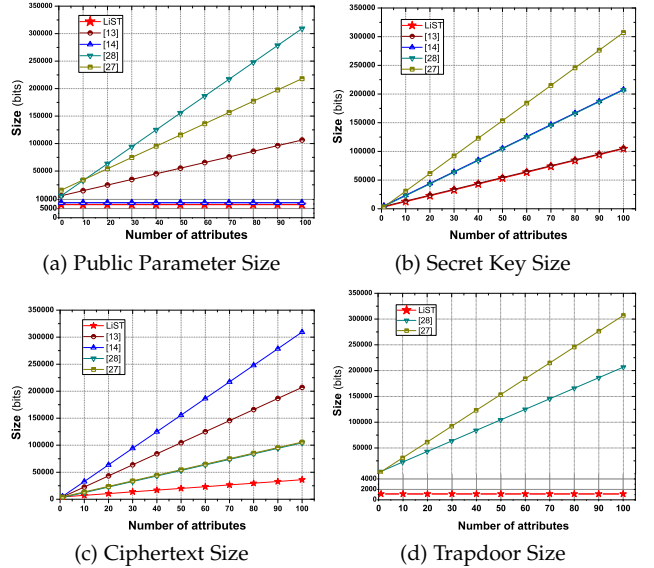 LiST
[13]
[14]
[28]
[27]
Size (bits)
350000
300000
250000
200000
150000
100000
50000
10000
5000
0
0 10 20 30 40 50 60 70 80 90 100
Number of attributes
(a) Public Parameter Size
LiST
[13]
[14]
[28]
[27]
Size (bits)
350000
300000
250000
200000
150000
100000
50000
0
0 10 20 30 40 50 60 70 80 90 100
Number of attributes
(b) Secret Key Size
LiST
[13]
[14]
[28]
[27]
Size (bits)
350000
300000
250000
200000
150000
100000
50000
0
0 10 20 30 40 50 60 70 80 90 100
Number of attributes
(c) Ciphertext Size
LiST
[28]
[27]
Size (bits)
350000
300000
250000
200000
150000
100000
50000
4000
2000
0
0 10 20 30 40 50 60 70 80 90 100
Number of attributes
(d) Trapdoor Size